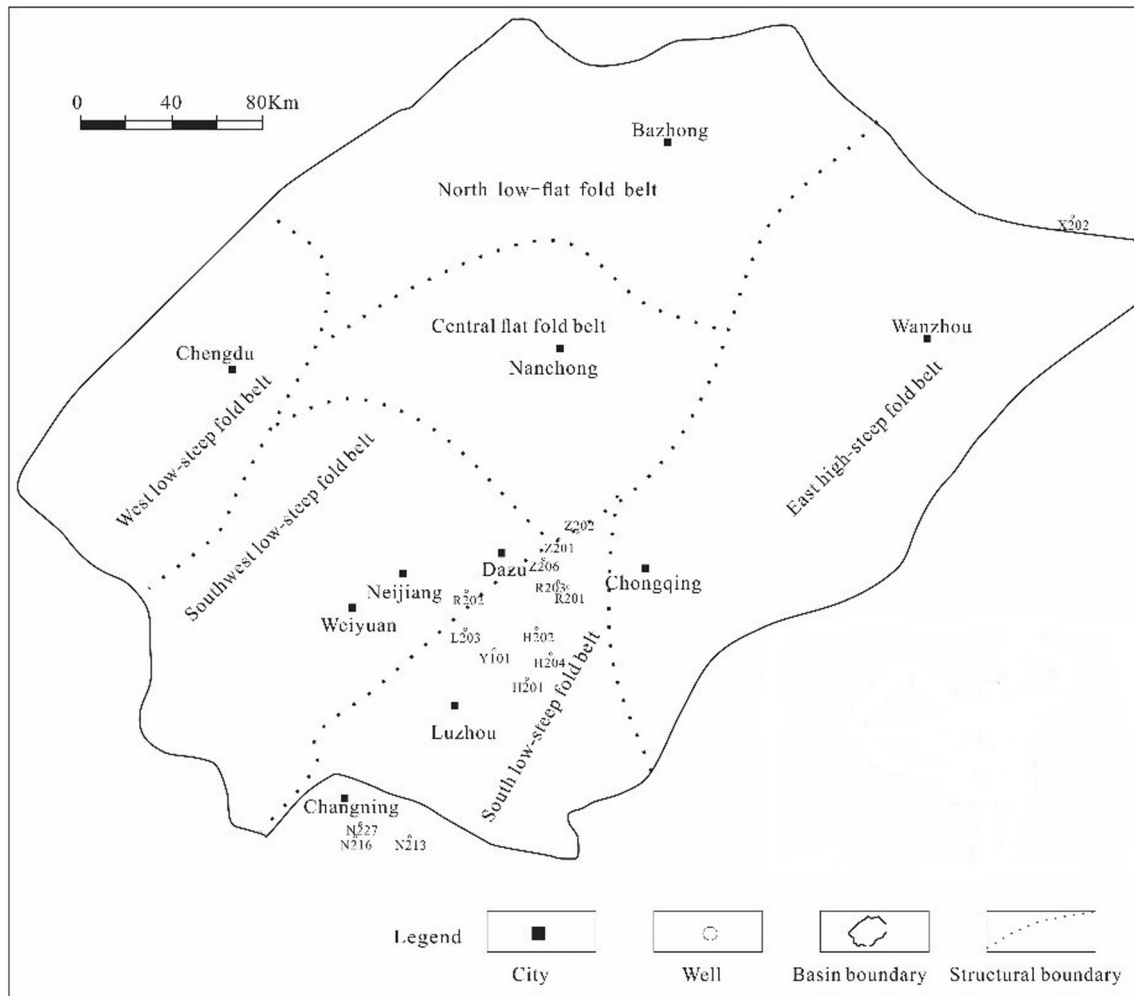 0 40 80Km
Bazhong
North low-flat fold belt
X202
Central flat fold belt
Wanzhou
Chengdu
Nanchong
West low-steep fold belt
Southwest low-steep fold belt
East high-steep fold belt
Z202
Z201
Dazu
Z206
Chongqing
Neijiang
R203
R201
R202
Weiyuan
L203
H202
Y101
H204
H201
Luzhou
South low-steep fold belt
Changning
N227
N216
N213
Legend
City
Well
Basin boundary
Structural boundary